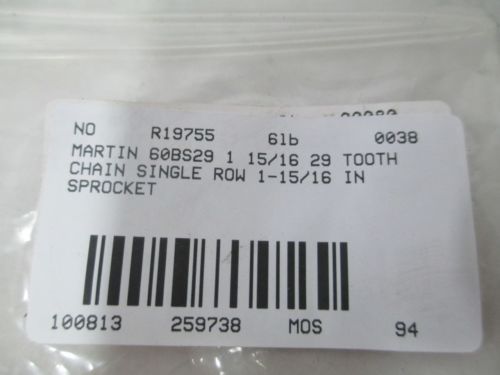 NO R19755 6lb 0038
MARTIN 60BS29 1 15/16 29 TOOTH
CHAIN SINGLE ROW 1-15/16 IN
SPROCKET
100813 259738 MOS 94